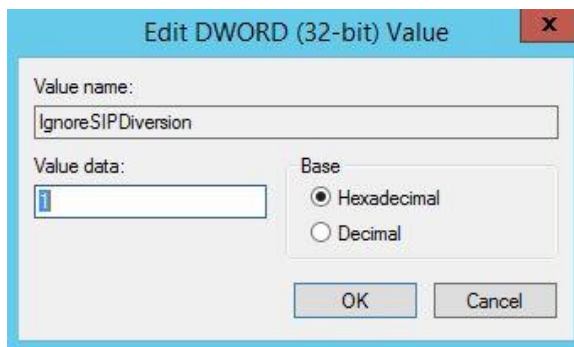 Edit DWORD (32-bit) Value
x
Value name:
IgnoreSIPDiversion
Value data:
1
Base
Hexadecimal
Decimal
OK
Cancel